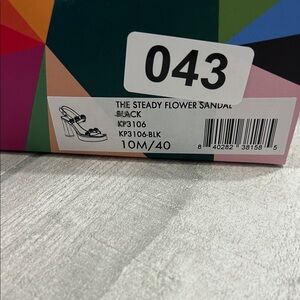 043
THE STEADY FLOWER SANDAL
BLACK
KP3106
KP3106-BLK
10M/40
8 40282 38158 5